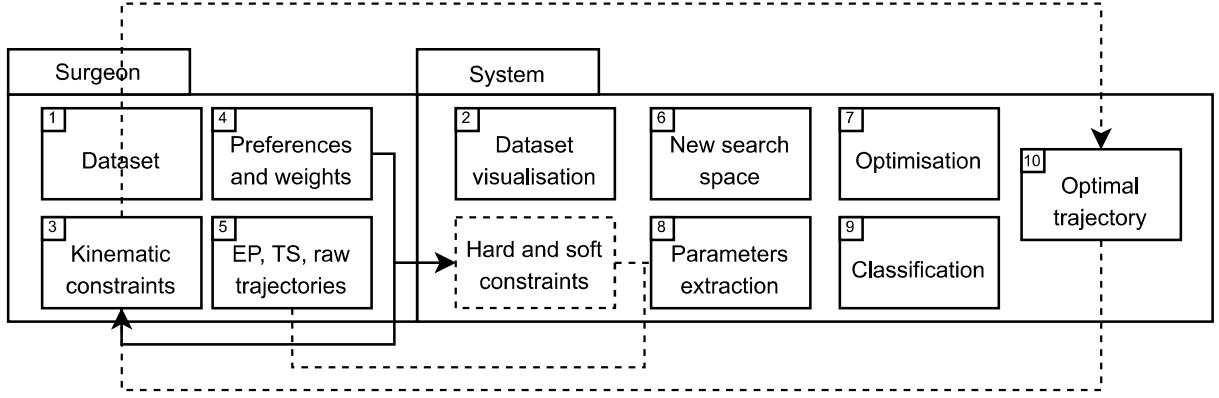 Surgeon
System
1
Dataset
4
Preferences
and weights
2
Dataset
visualisation
6
New search
space
7
Optimisation
10
Optimal
trajectory
3
Kinematic
constraints
5
EP, TS, raw
trajectories
Hard and soft
constraints
8
Parameters
extraction
9
Classification